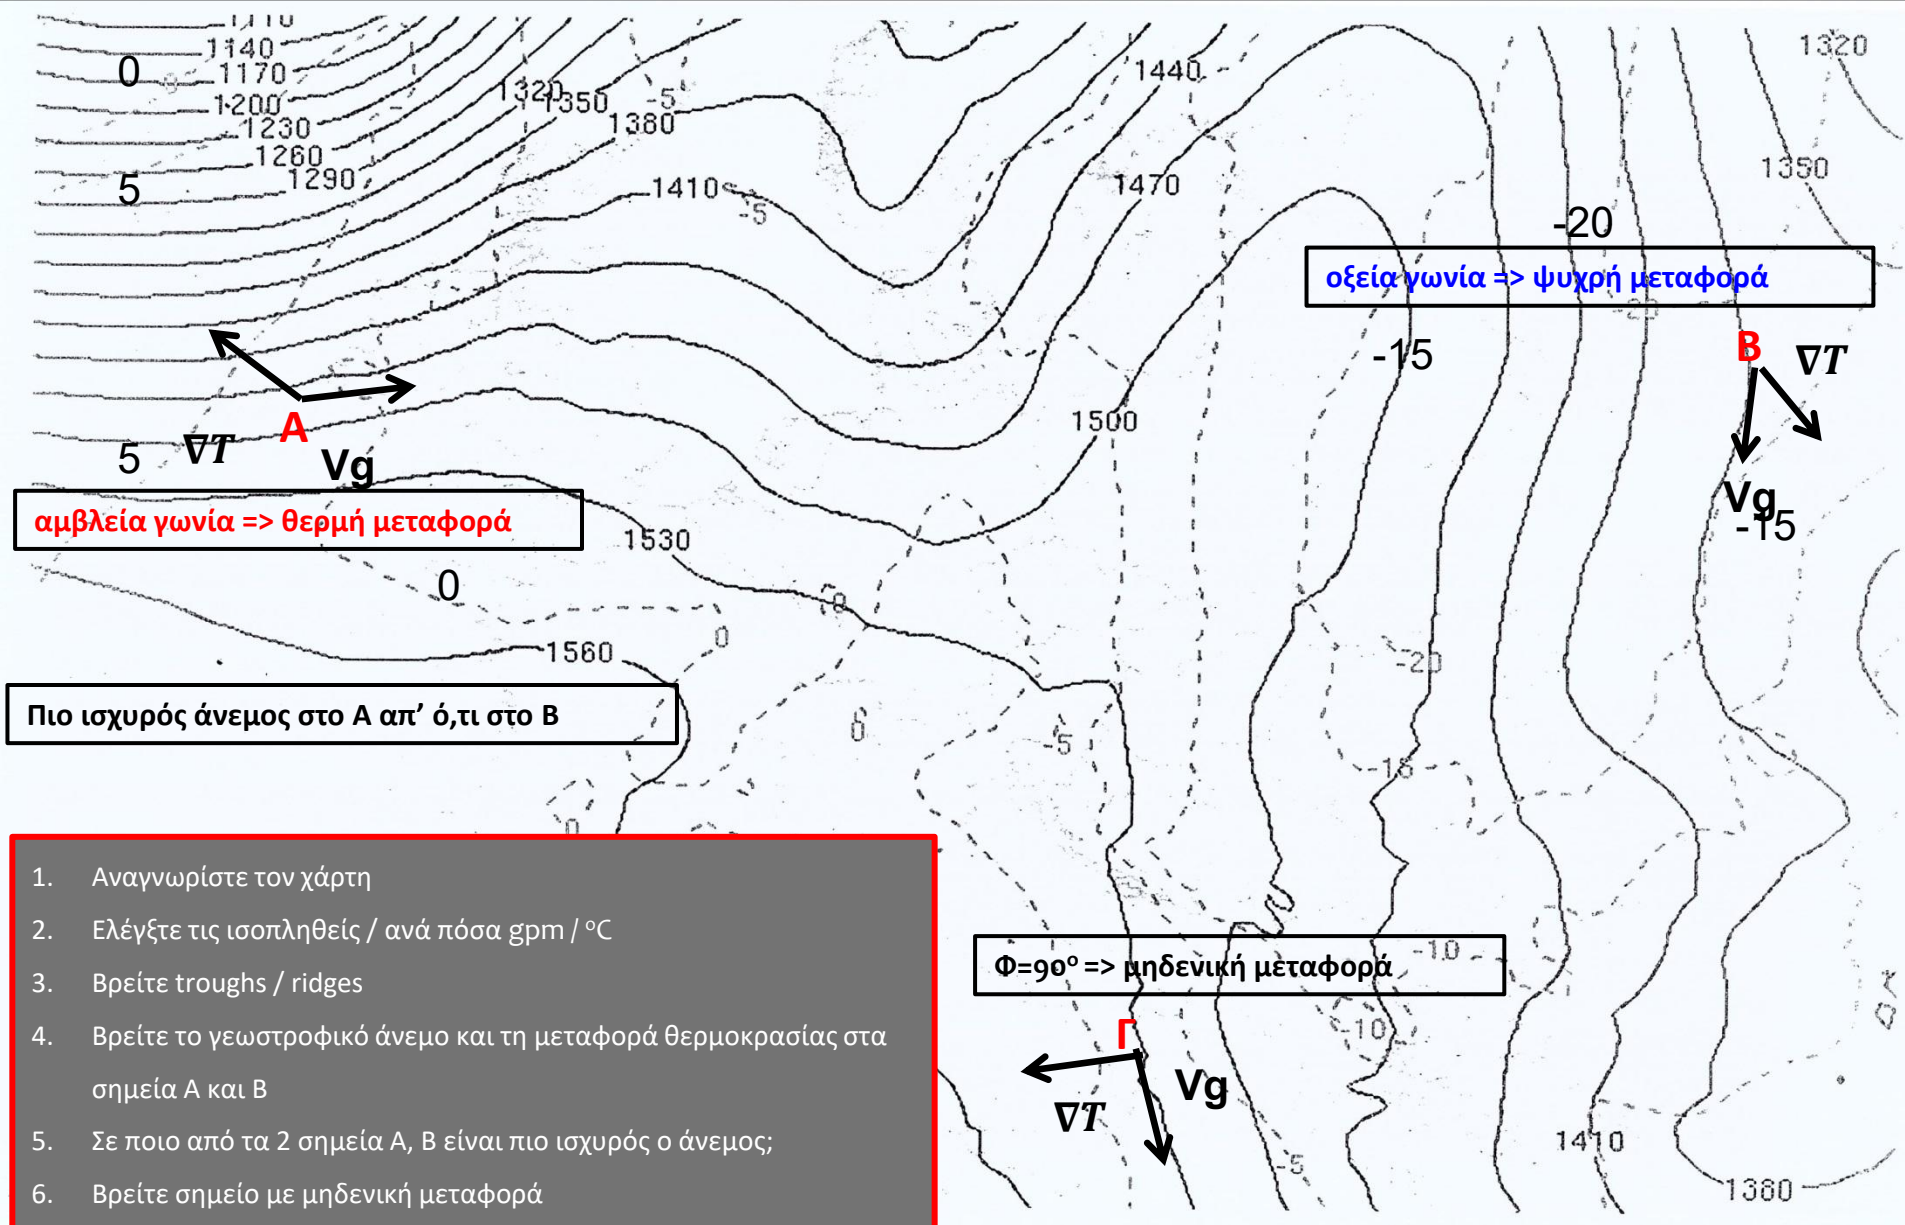 1110
1140
1320
0
1170
1440
1200
1320
1350
-5
1230
1380
1260
1350
1290
5
1410
1470
-5
-20
οξεία γωνία => ψυχρή μεταφορά
B
-15
∇T
1500
A
5
∇T
Vg
Vg
-15
αμβλεία γωνία => θερμή μεταφορά
1530
0
0
1560
-20
Πιο ισχυρός άνεμος στο Α απ’ ό,τι στο Β
-5
-15
0
1. Αναγνωρίστε τον χάρτη
2. Ελέγξτε τις ισοπληθείς / ανά πόσα gpm / °C
3. Βρείτε troughs / ridges
4. Βρείτε το γεωστροφικό άνεμο και τη μεταφορά θερμοκρασίας στα
σημεία Α και Β
5. Σε ποιο από τα 2 σημεία Α, Β είναι πιο ισχυρός ο άνεμος;
6. Βρείτε σημείο με μηδενική μεταφορά
-10
Φ=90° => μηδενική μεταφορά
-10
Γ
Vg
∇T
1410
-5
1380